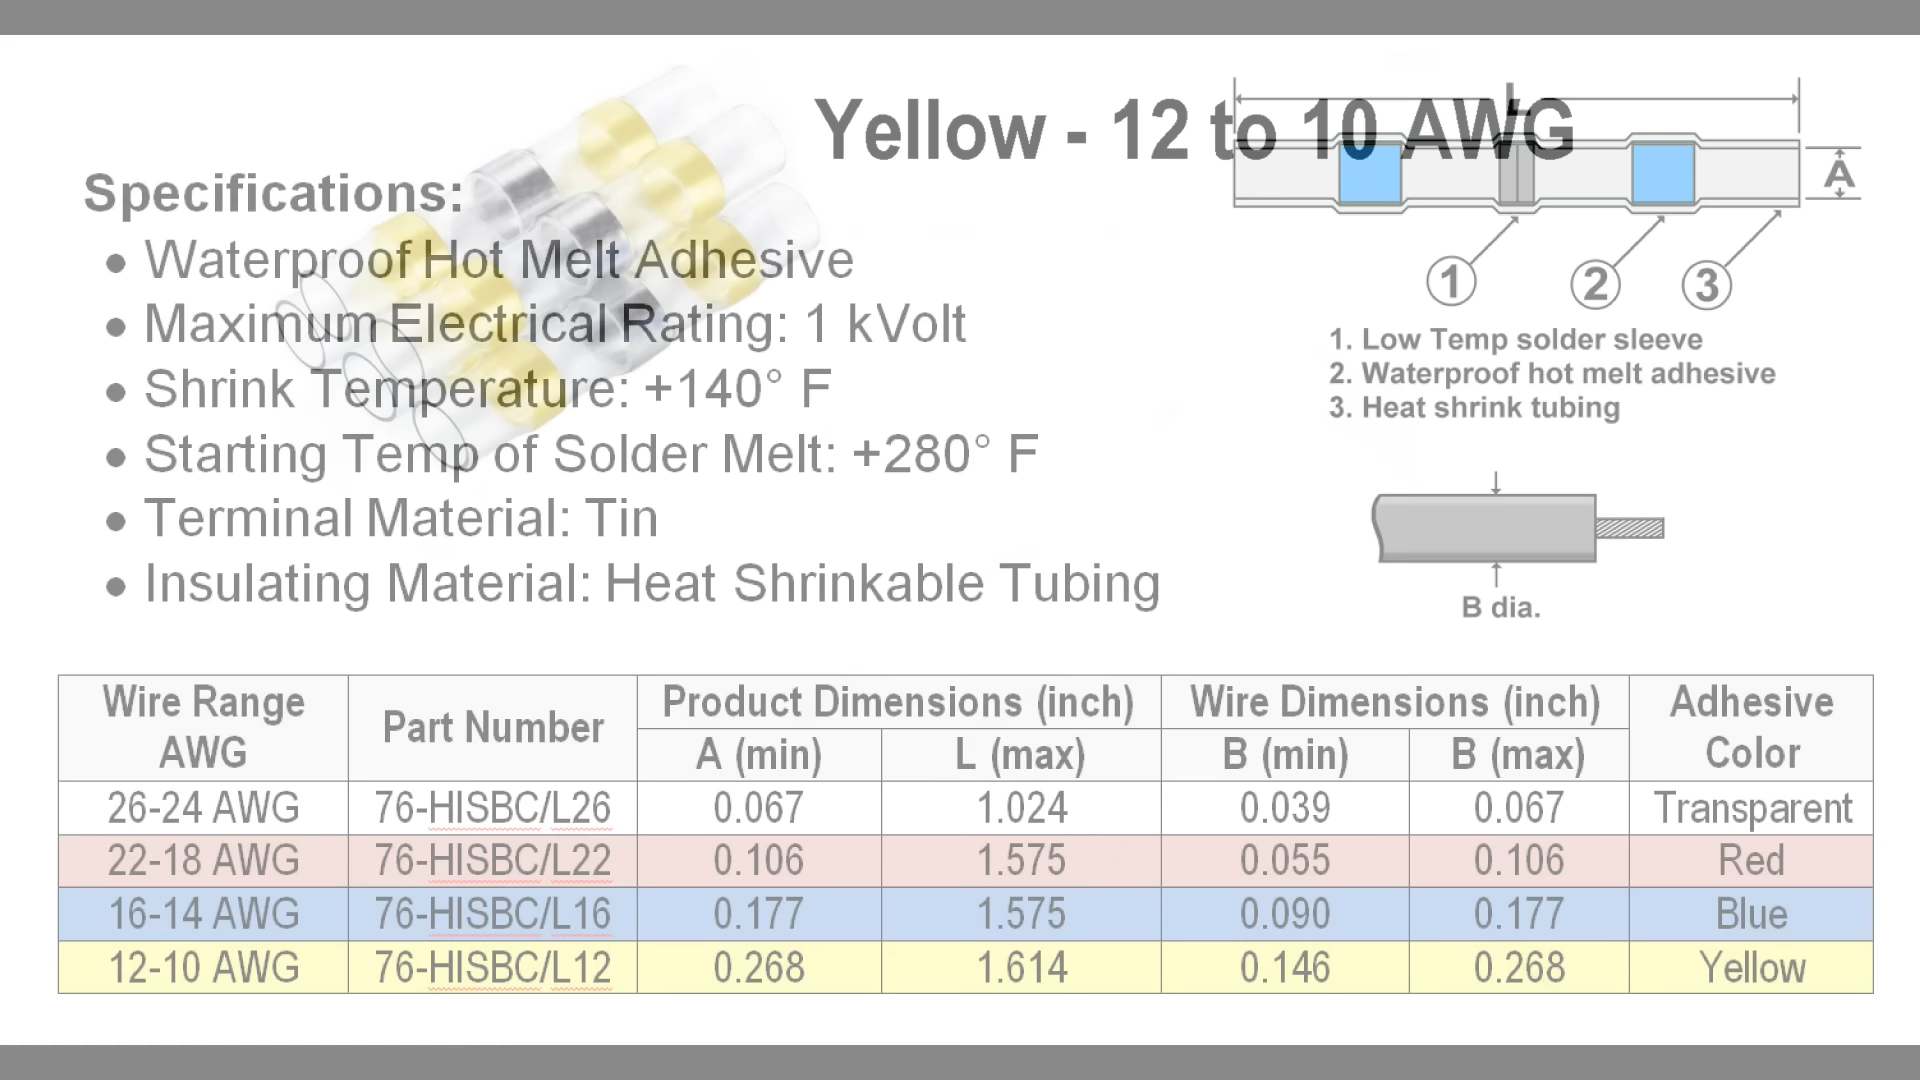 Yellow - 12 to 10 AWG
Specifications:
• Waterproof Hot Melt Adhesive
• Maximum Electrical Rating: 1 kVolt
• Shrink Temperature: +140° F
• Starting Temp of Solder Melt: +280° F
• Terminal Material: Tin
• Insulating Material: Heat Shrinkable Tubing
L
A
1 2 3
1. Low Temp solder sleeve
2. Waterproof hot melt adhesive
3. Heat shrink tubing
B dia.
Wire Range AWG Part Number Product Dimensions (inch) Wire Dimensions (inch) Adhesive Color
A (min) L (max) B (min) B (max)
26-24 AWG 76-HISBC/L26 0.067 1.024 0.039 0.067 Transparent
22-18 AWG 76-HISBC/L22 0.106 1.575 0.055 0.106 Red
16-14 AWG 76-HISBC/L16 0.177 1.575 0.090 0.177 Blue
12-10 AWG 76-HISBC/L12 0.268 1.614 0.146 0.268 Yellow